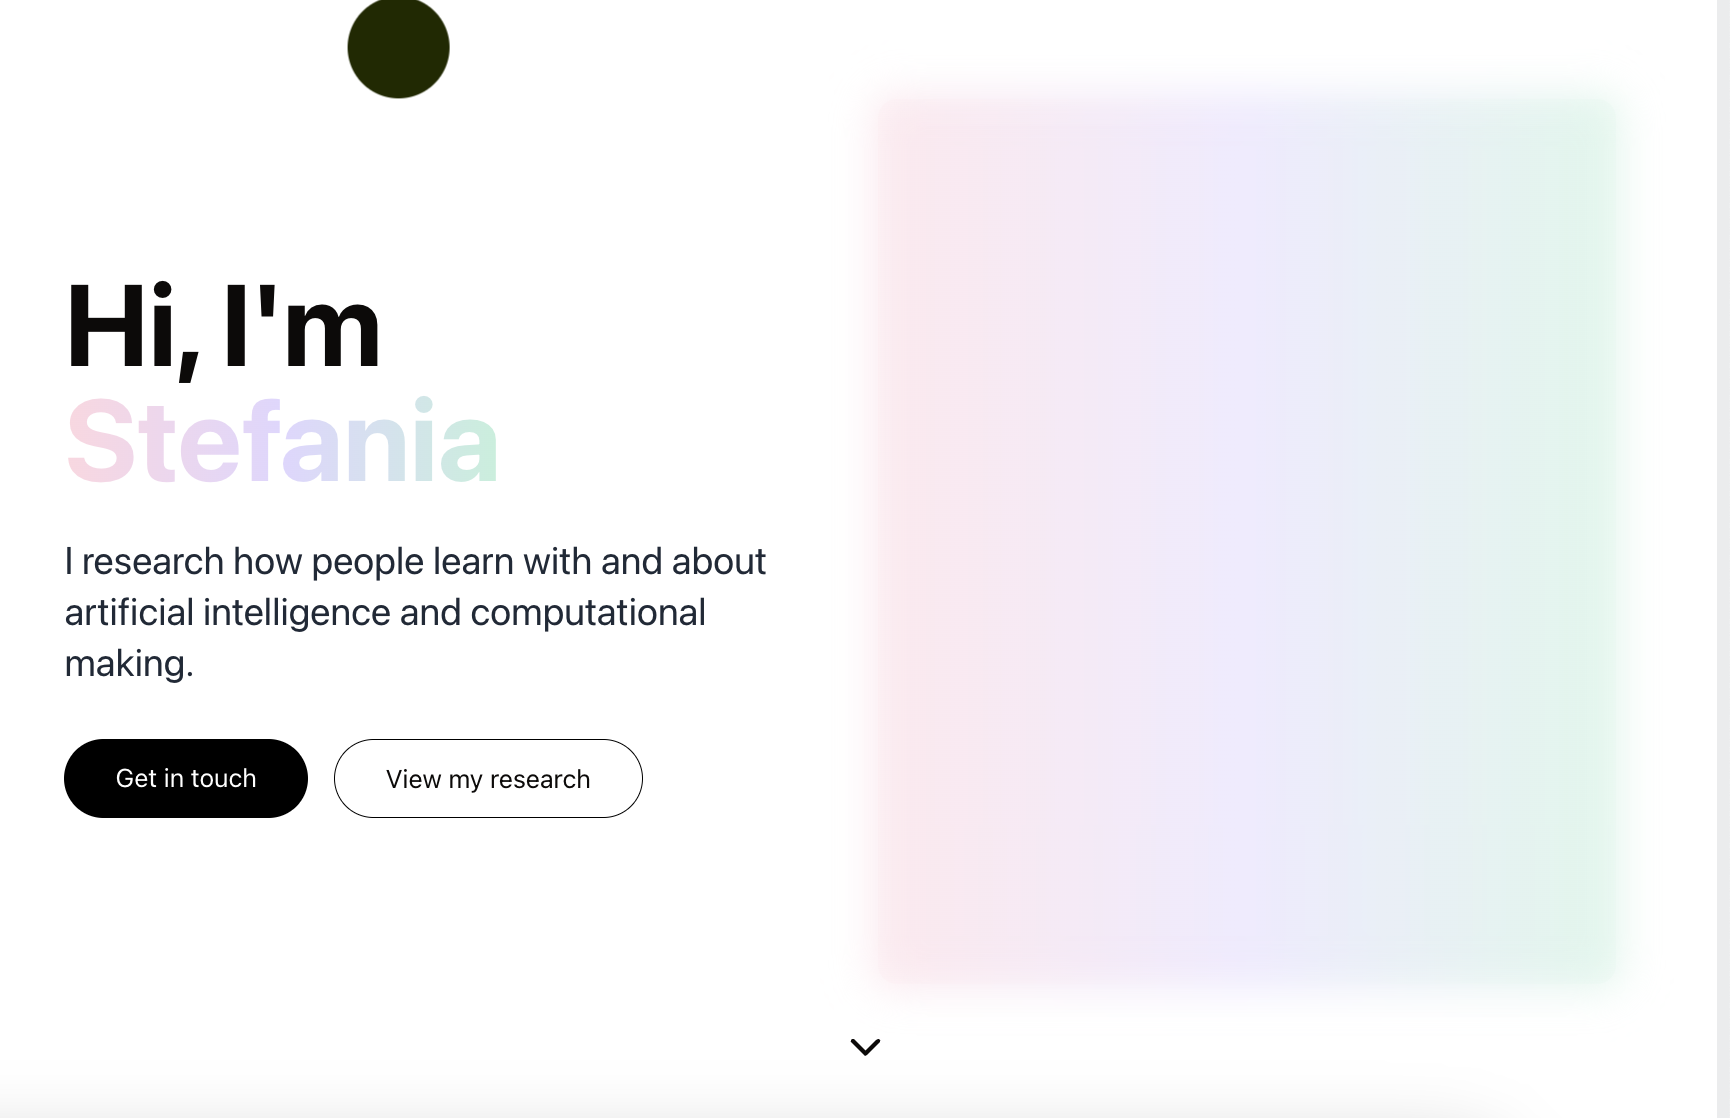 Hi, I'm
Stefania
I research how people learn with and about
artificial intelligence and computational
making.
Get in touch
View my research